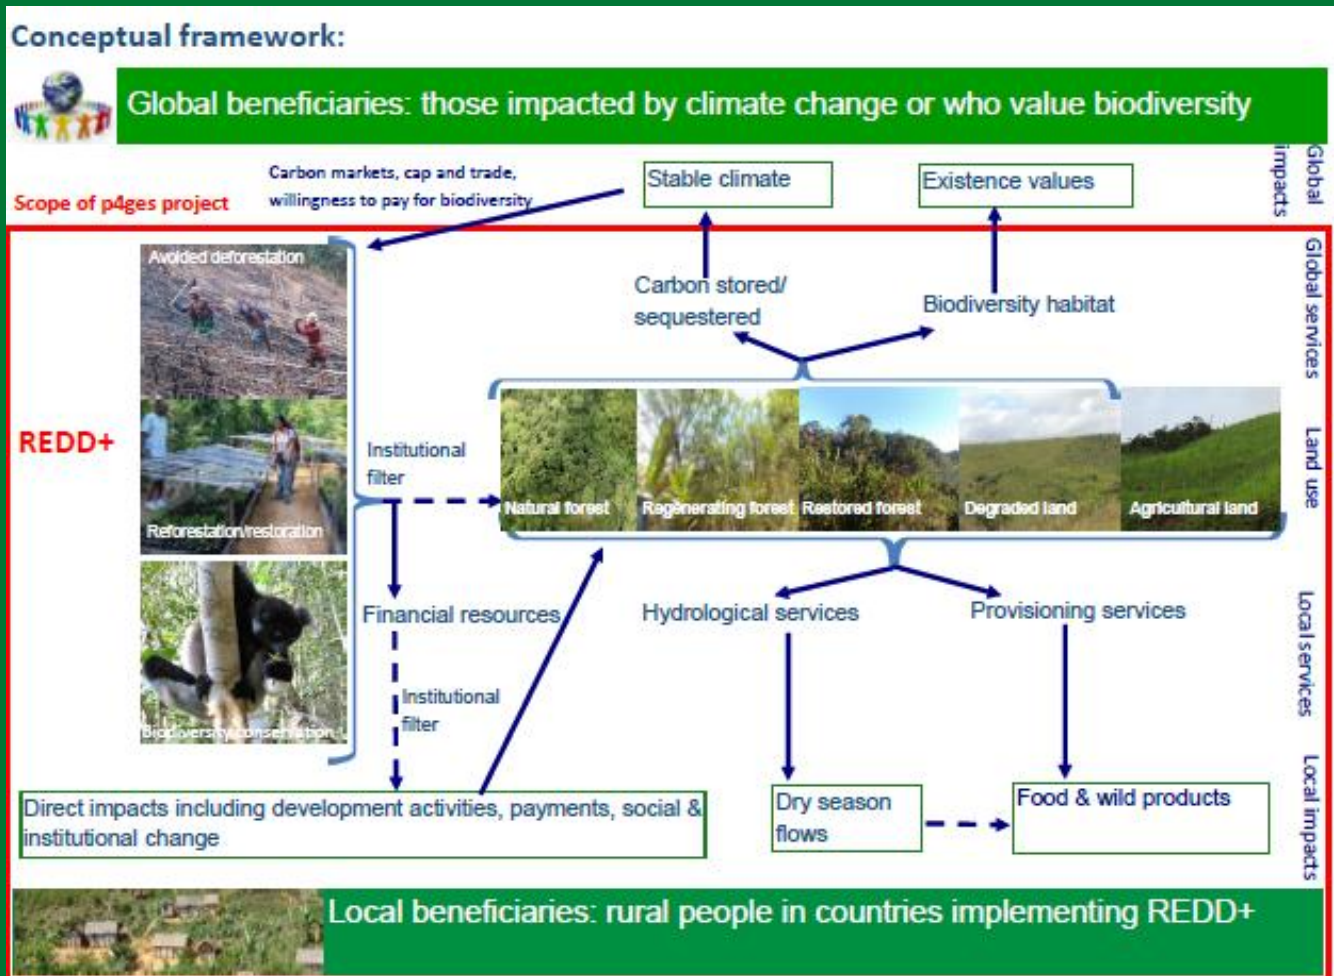 Conceptual framework:
Global beneficiaries: those impacted by climate change or who value biodiversity
Carbon markets, cap and trade,
willingness to pay for biodiversity
Stable climate
Existence values
Global
impacts
Scope of p4ges project
Avoided deforestation
Carbon stored/
sequestered
Biodiversity habitat
Global services
REDD+
Reforestation/restoration
Institutional
filter
Natural forest
Regenerating forest
Restored forest
Degraded land
Agricultural land
Land use
Biodiversity conservation
Financial resources
Hydrological services
Provisioning services
Local services
Institutional
filter
Direct impacts including development activities, payments, social &
institutional change
Dry season
flows
Food & wild products
Local impacts
Local beneficiaries: rural people in countries implementing REDD+